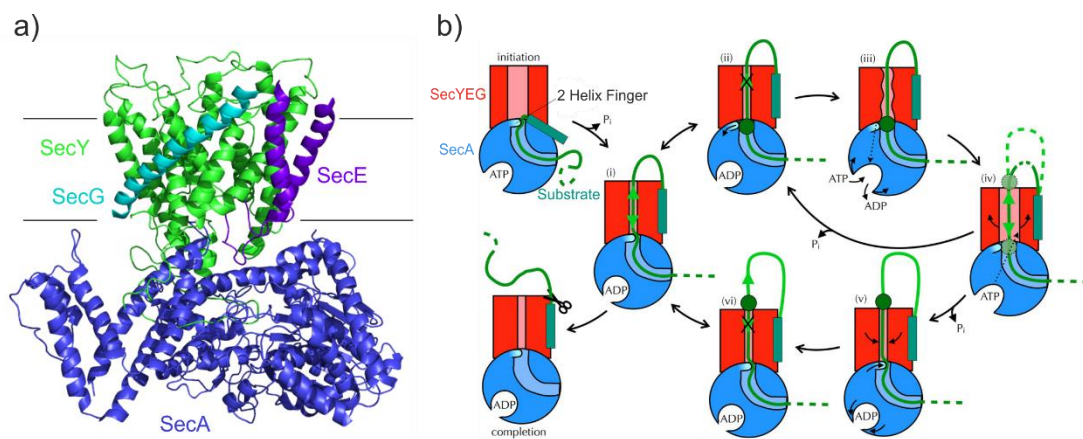 a)
SecY
SecG
SecE
SecA
b)
initiation
SecYEG
2 Helix Finger
SecA
Pi
ATP
Substrate
(i)
ADP
(ii)
ADP
(iii)
ATP
ADP
(iv)
ATP
Pi
Pi
(v)
ADP
(vi)
ADP
ADP
completion